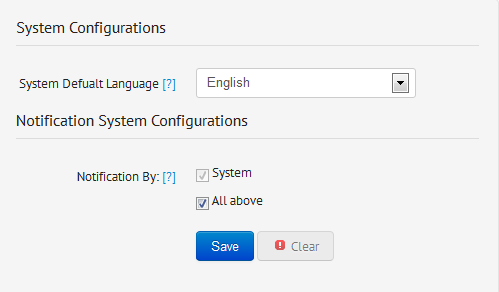 System Configurations
System Defualt Language [?] English
Notification System Configurations
Notification By: [?] System
All above
Save Clear